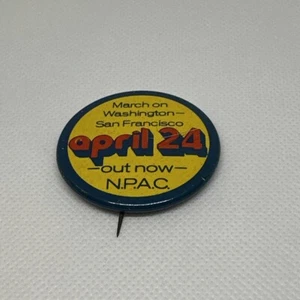 March on
Washington—
San Francisco
april 24
—out now—
N.P.A.C.